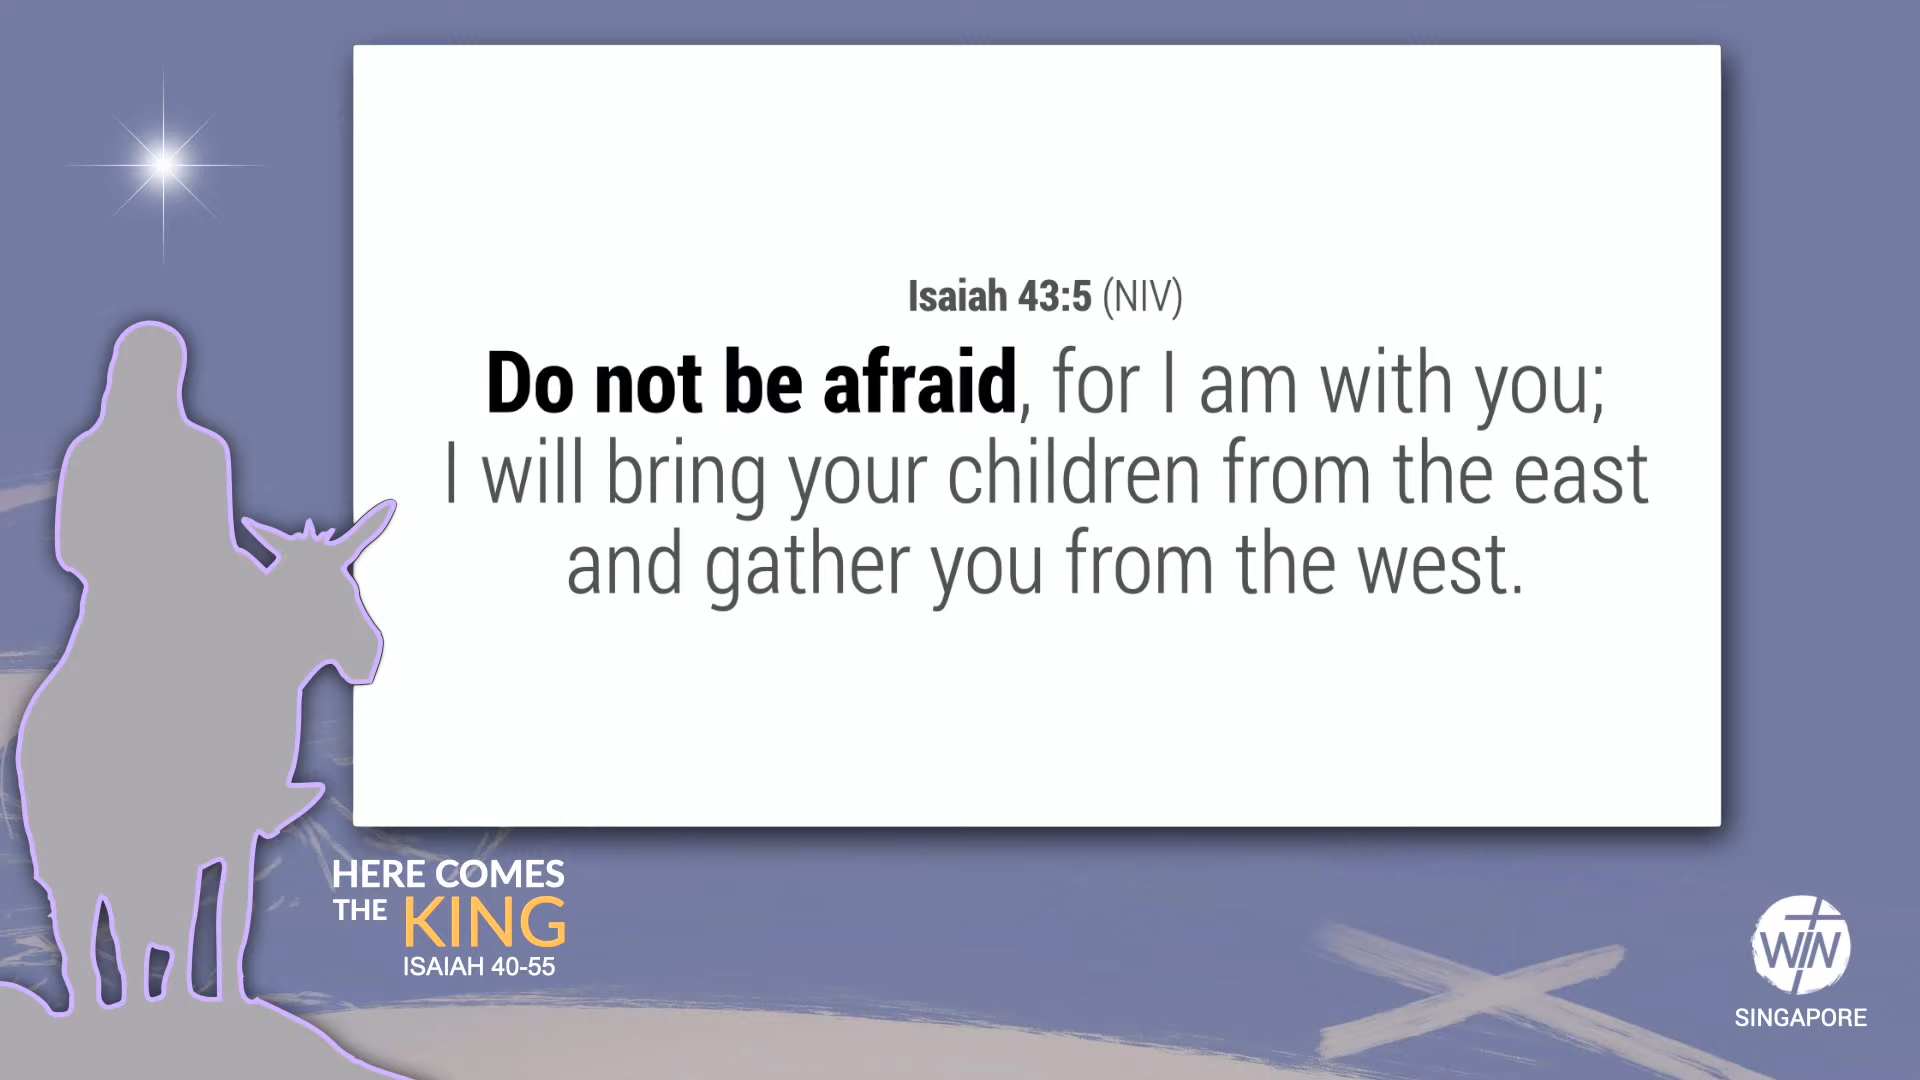 Isaiah 43:5 (NIV)
Do not be afraid, for I am with you;
I will bring your children from the east
and gather you from the west.
HERE COMES
THE KING
ISAIAH 40-55
WIN
SINGAPORE